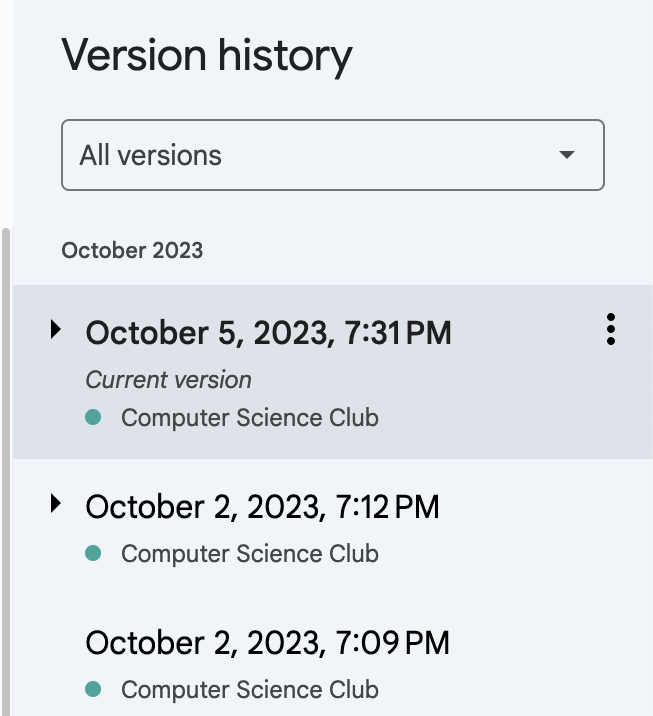 Version history
All versions
October 2023
October 5, 2023, 7:31 PM
Current version
Computer Science Club
October 2, 2023, 7:12 PM
Computer Science Club
October 2, 2023, 7:09 PM
Computer Science Club